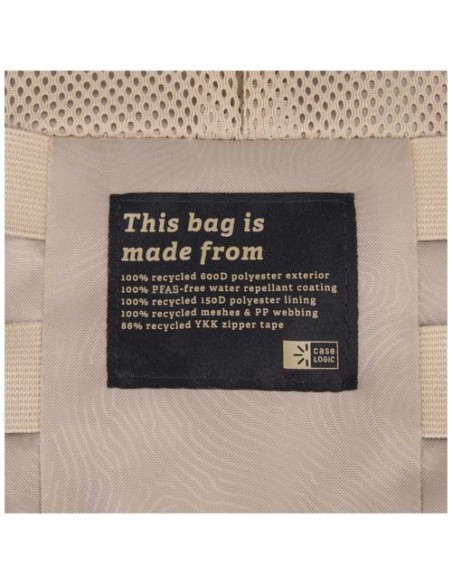 This bag is
made from
100% recycled 600D polyester exterior
100% PFAS-free water repellant coating
100% recycled 150D polyester lining
100% recycled meshes & PP webbing
86% recycled YKK zipper tape
case
LOGIC